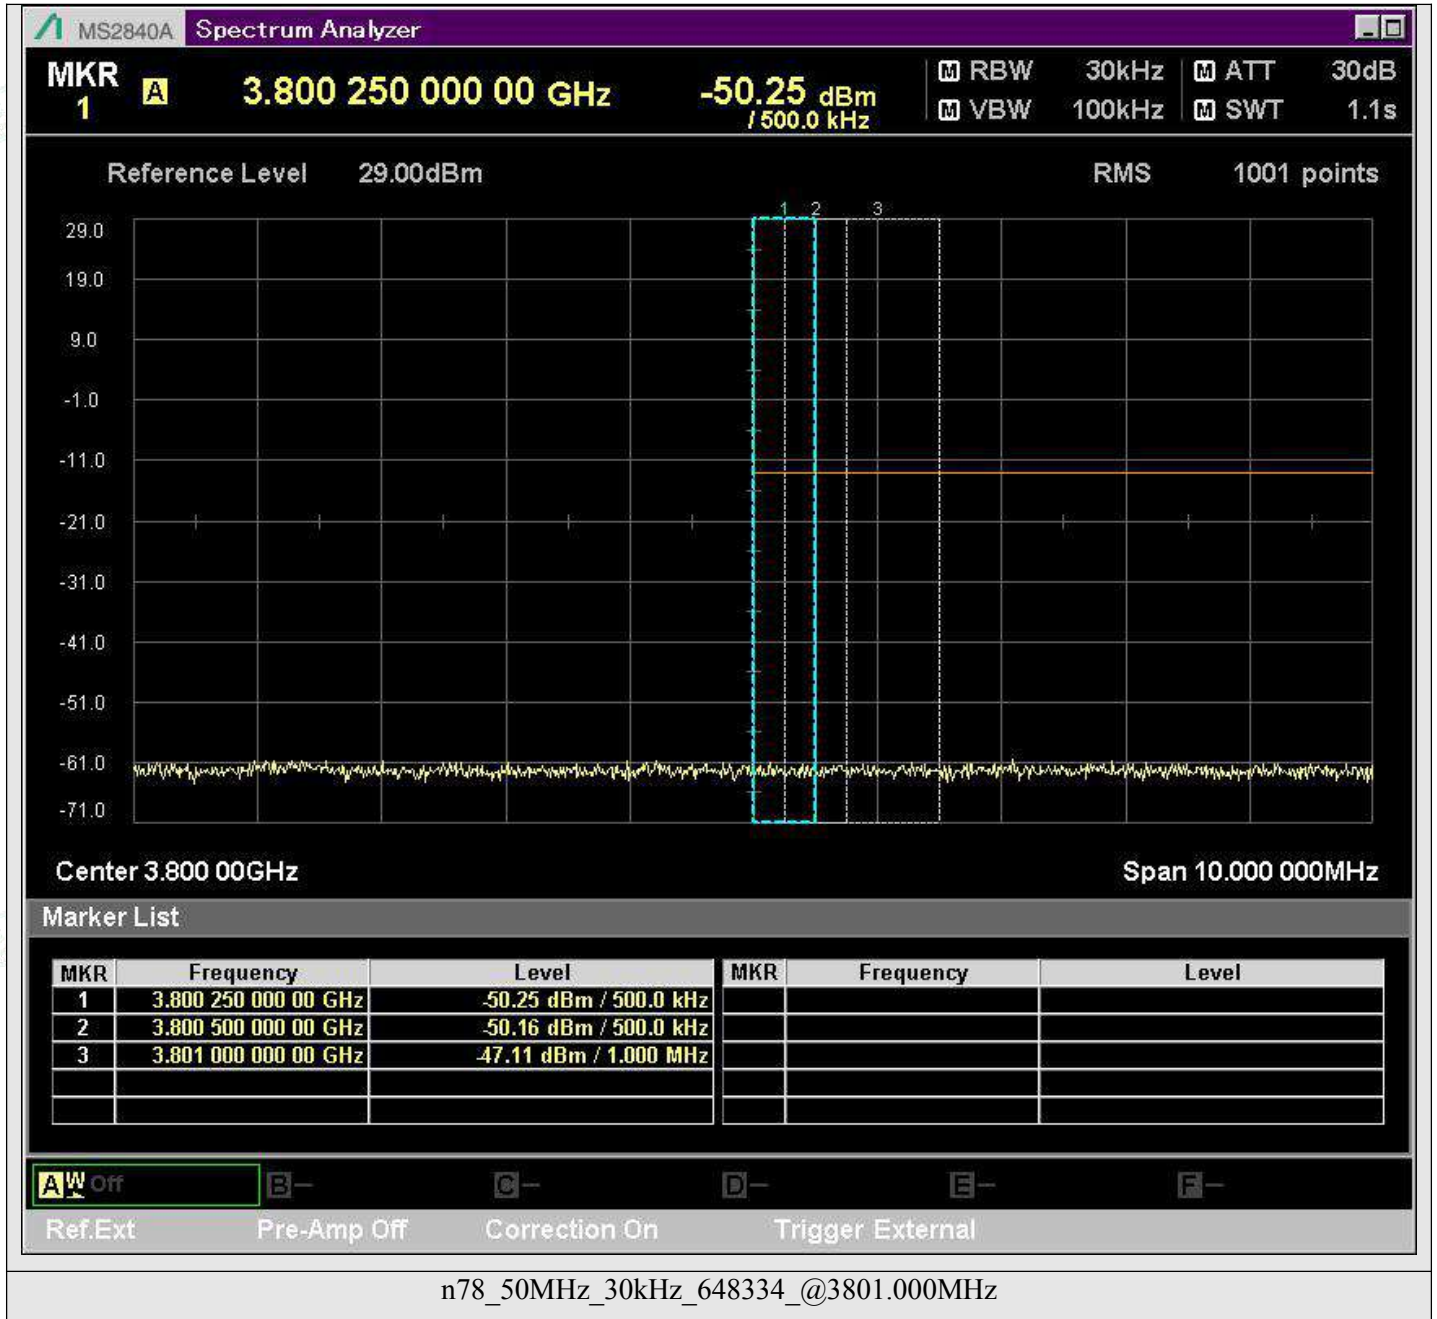 MS2840A Spectrum Analyzer
MKR 1 A 3.800 250 000 00 GHz -50.25 dBm / 500.0 kHz
M RBW 30kHz M ATT 30dB
M VBW 100kHz M SWT 1.1s
Reference Level 29.00dBm RMS 1001 points
1 2 3
29.0
19.0
9.0
-1.0
-11.0
-21.0
-31.0
-41.0
-51.0
-61.0
-71.0
Center 3.800 00GHz Span 10.000 000MHz
Marker List
MKR Frequency Level MKR Frequency Level
1 3.800 250 000 00 GHz -50.25 dBm / 500.0 kHz
2 3.800 500 000 00 GHz -50.16 dBm / 500.0 kHz
3 3.801 000 000 00 GHz -47.11 dBm / 1.000 MHz
A W Off B - C - D - E - F -
Ref.Ext Pre-Amp Off Correction On Trigger External
n78_50MHz_30kHz_648334_@3801.000MHz